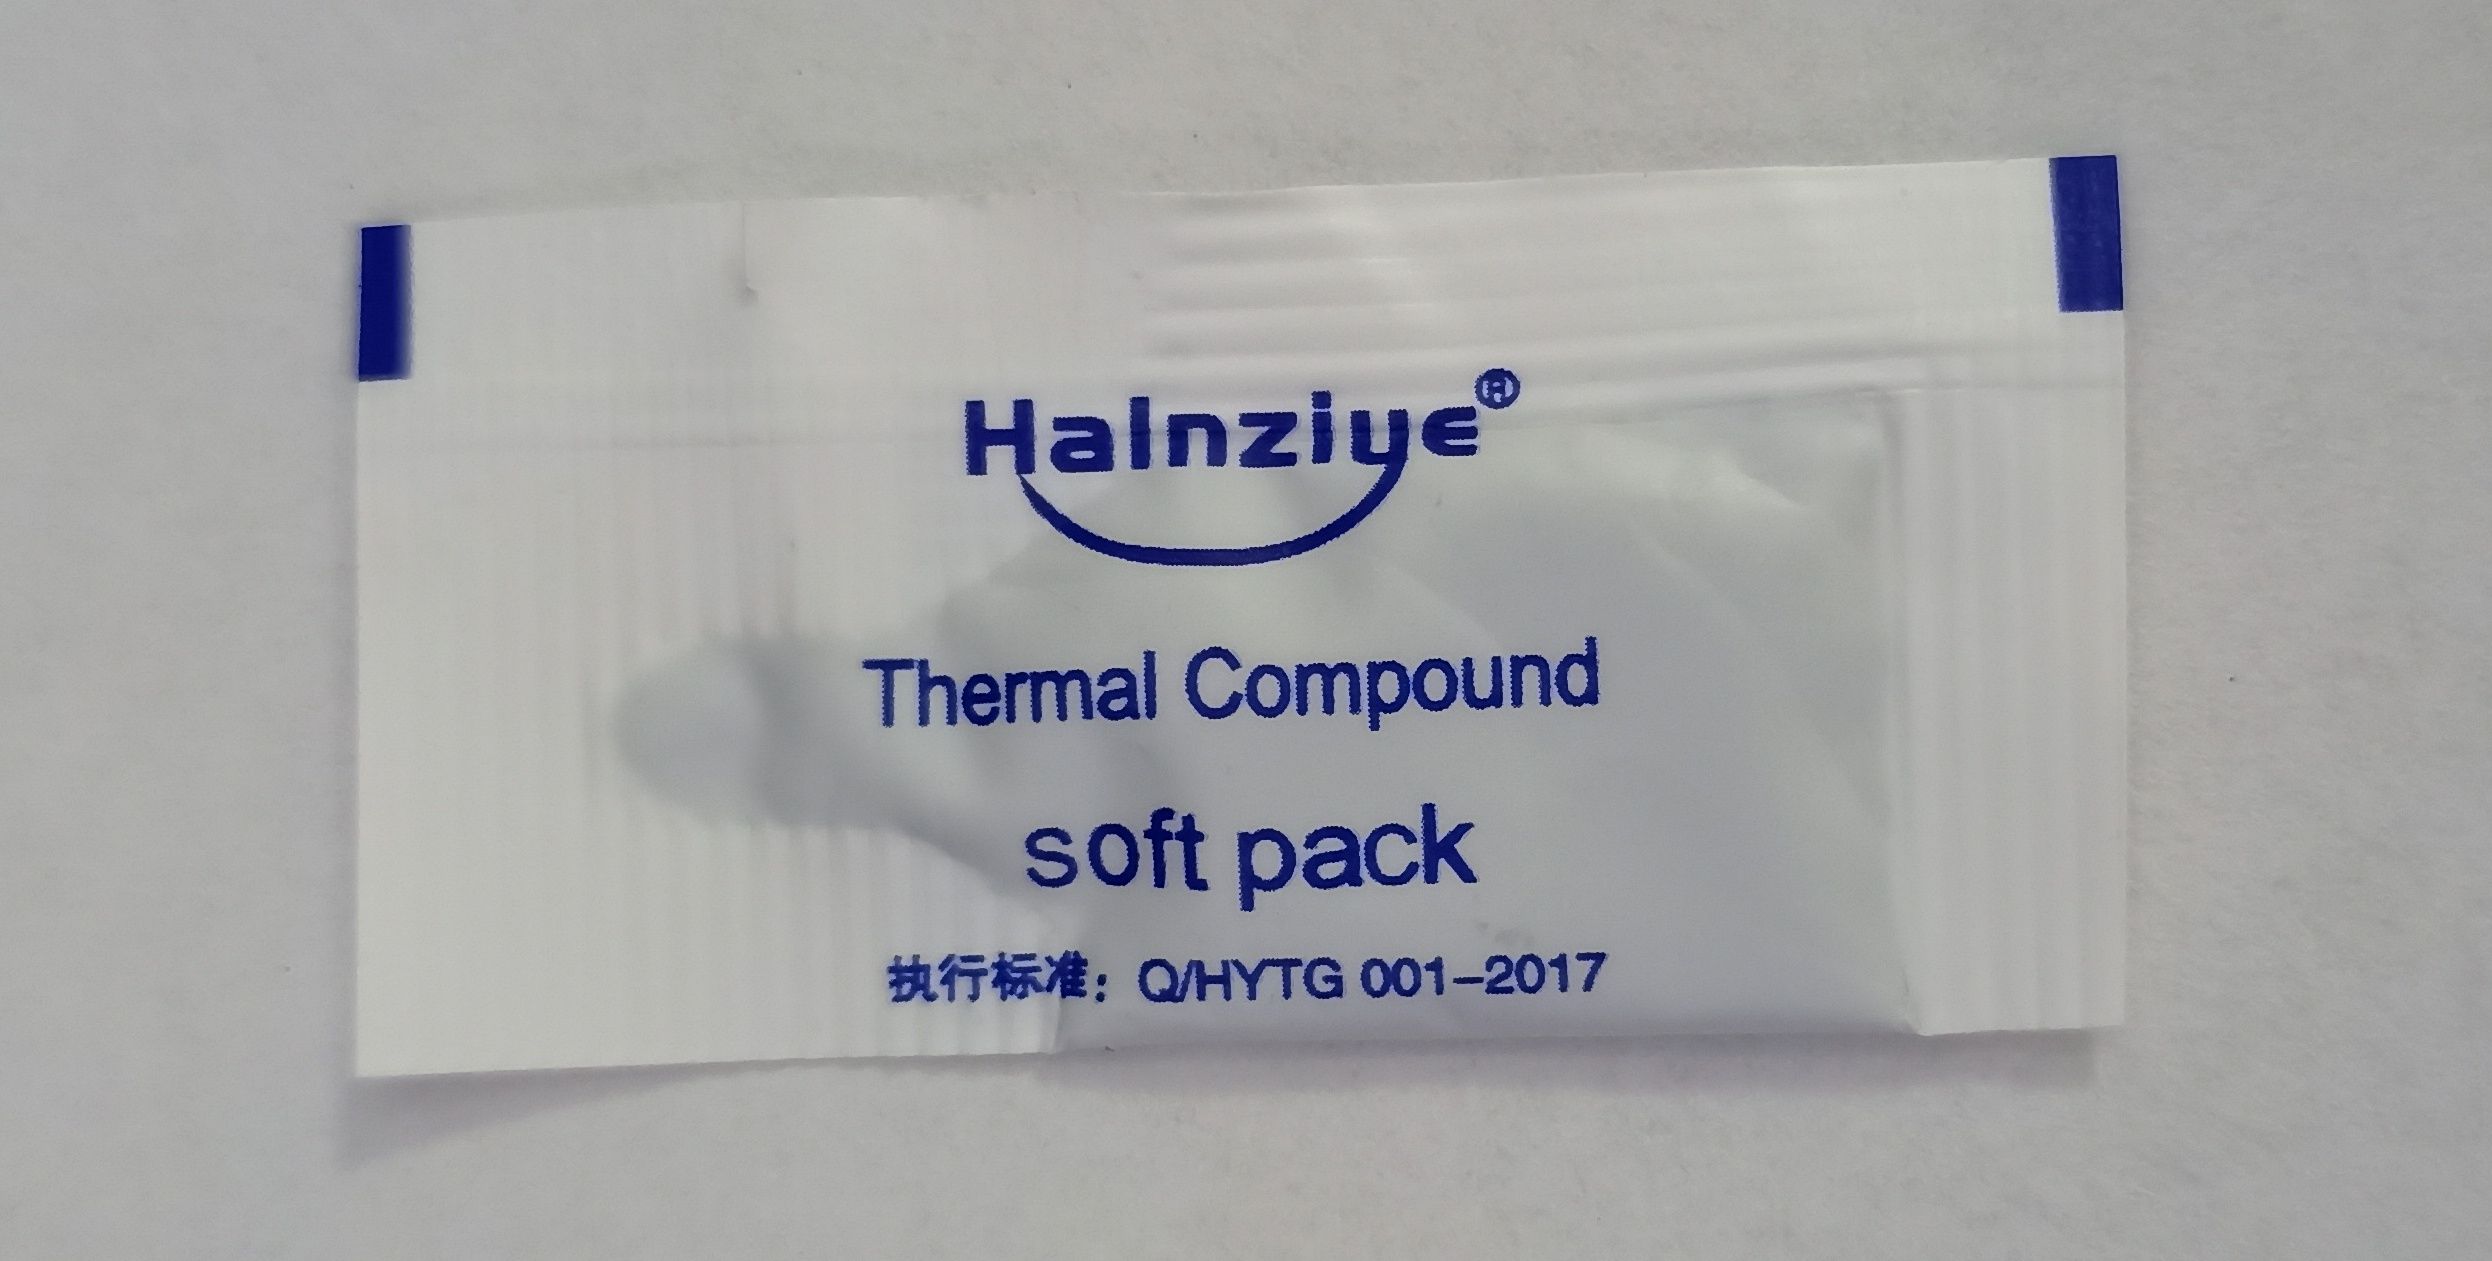 Halnziye®
Thermal Compound
soft pack
执行标准：Q/HYTG 001-2017